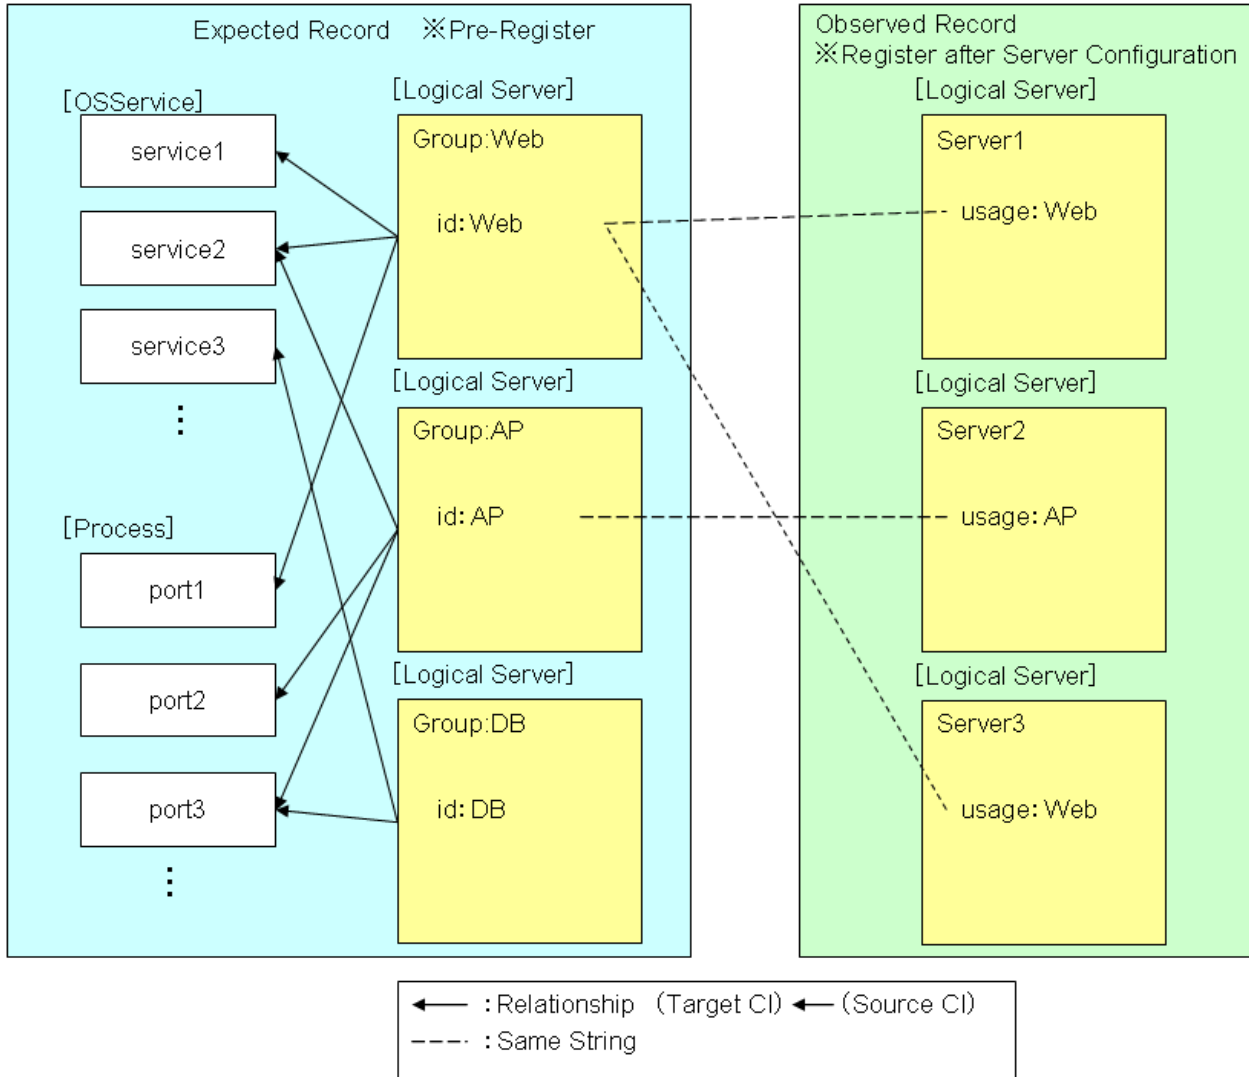 Expected Record ※Pre-Register
[OSService]
service1
service2
service3
⋮
[Process]
port1
port2
port3
⋮
[Logical Server]
Group:Web
id:Web
[Logical Server]
Group:AP
id:AP
[Logical Server]
Group:DB
id:DB
Observed Record
※Register after Server Configuration
[Logical Server]
Server1
usage:Web
[Logical Server]
Server2
usage:AP
[Logical Server]
Server3
usage:Web
:Relationship (Target CI) (Source CI)
:Same String